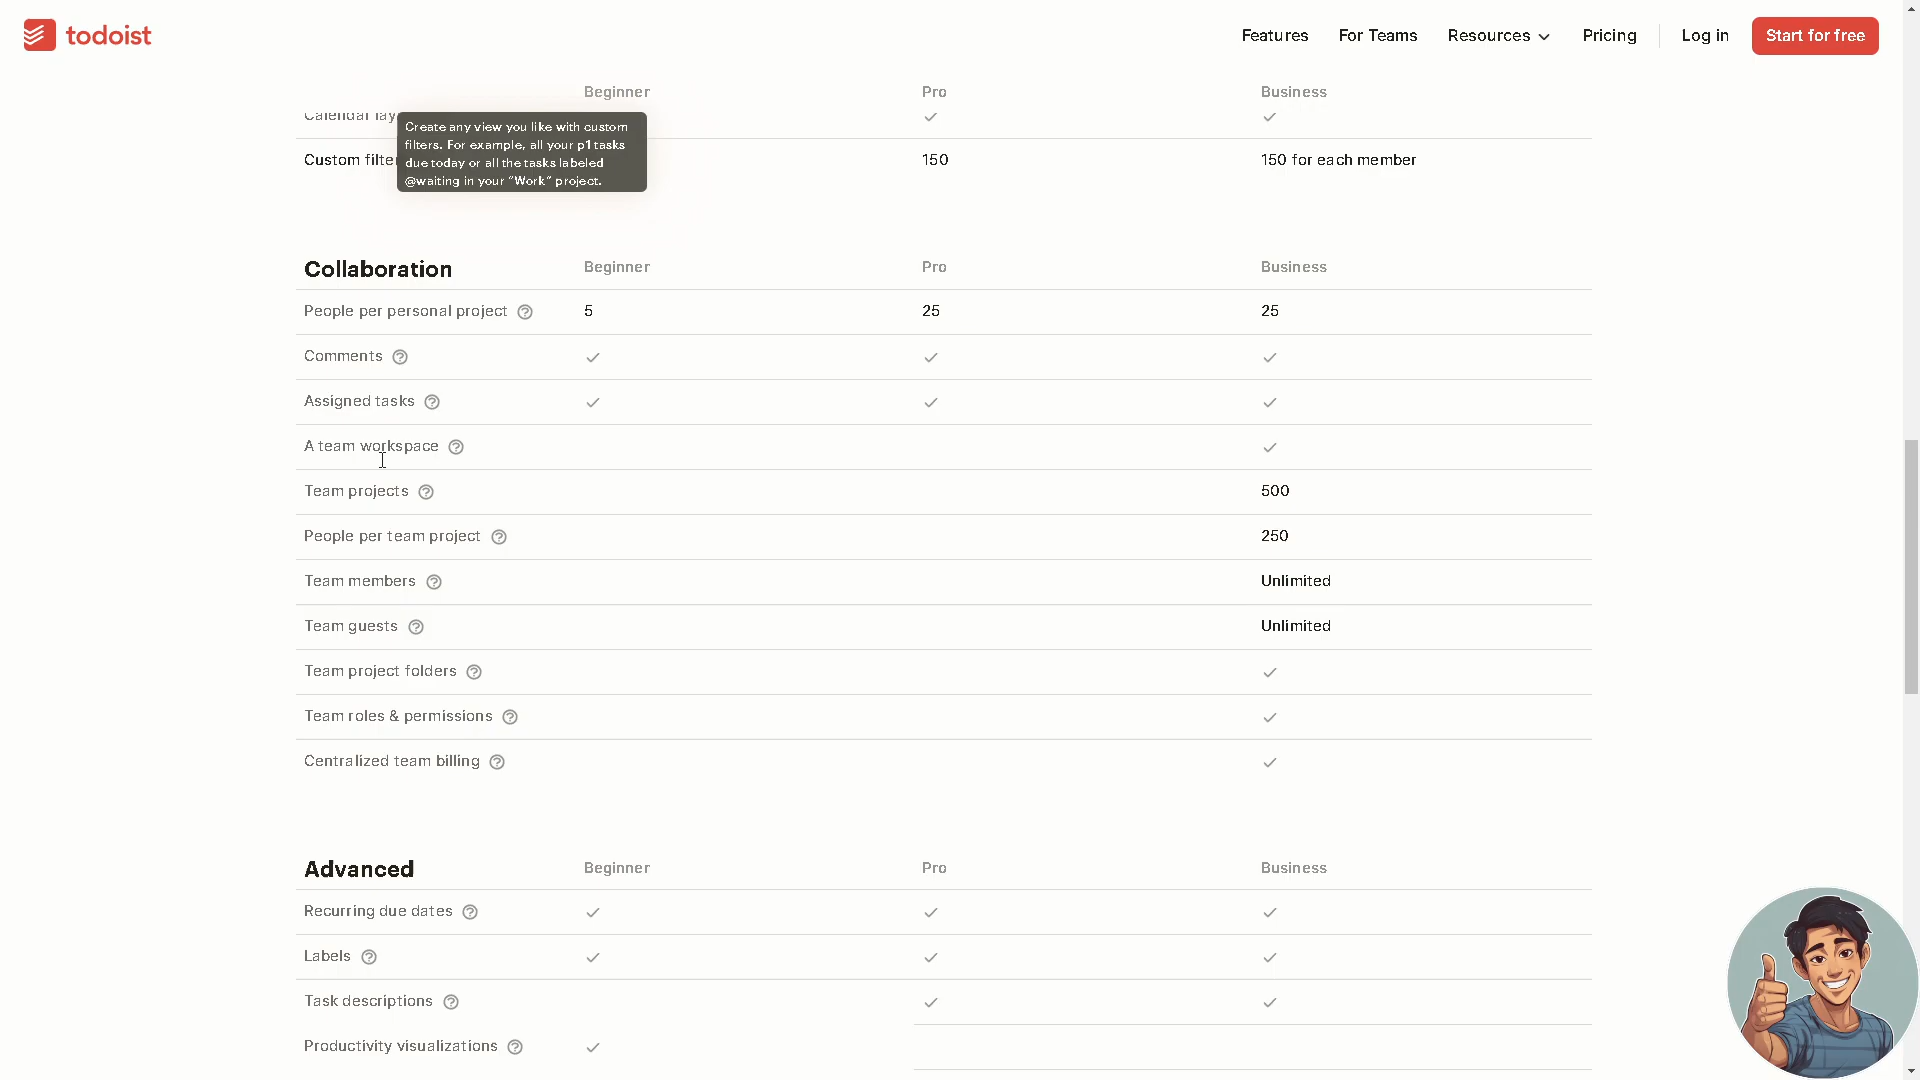 todoist
Features For Teams Resources Pricing Log in Start for free
Beginner Pro Business
Calendar lay
Create any view you like with custom
filters. For example, all your p1 tasks
due today or all the tasks labeled
@waiting in your “Work” project.
Custom filte 150 150 for each member
Collaboration Beginner Pro Business
People per personal project ? 5 25 25
Comments ?
Assigned tasks ?
A team workspace ?
Team projects ? 500
People per team project ? 250
Team members ? Unlimited
Team guests ? Unlimited
Team project folders ?
Team roles & permissions ?
Centralized team billing ?
Advanced Beginner Pro Business
Recurring due dates ?
Labels ?
Task descriptions ?
Productivity visualizations ?